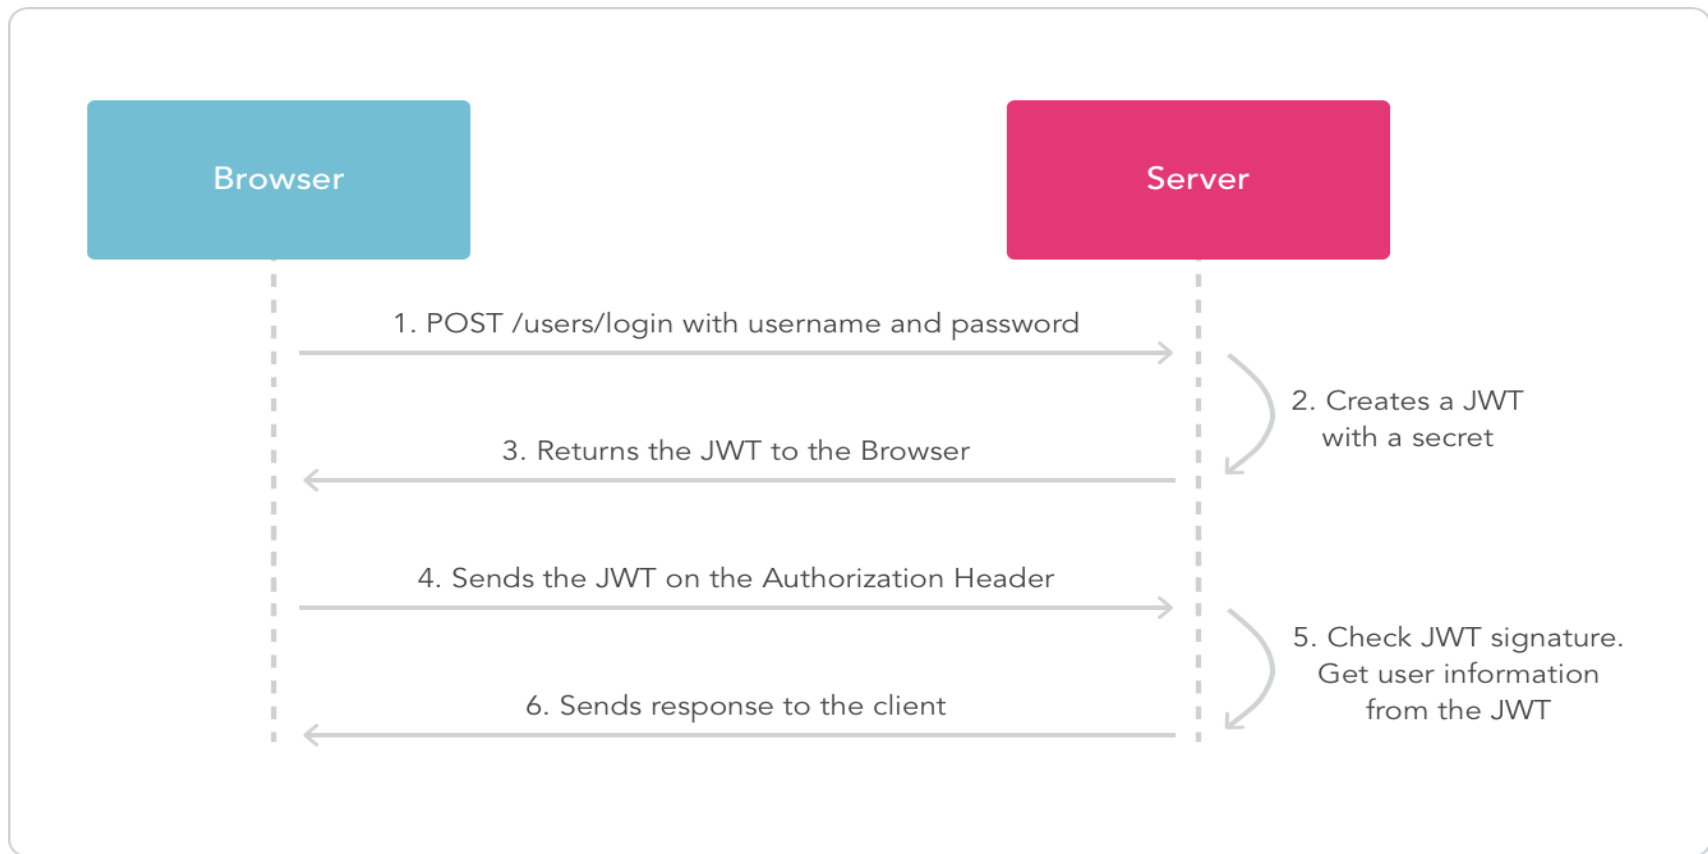 Browser
Server
1. POST /users/login with username and password
2. Creates a JWT
with a secret
3. Returns the JWT to the Browser
4. Sends the JWT on the Authorization Header
5. Check JWT signature.
Get user information
from the JWT
6. Sends response to the client